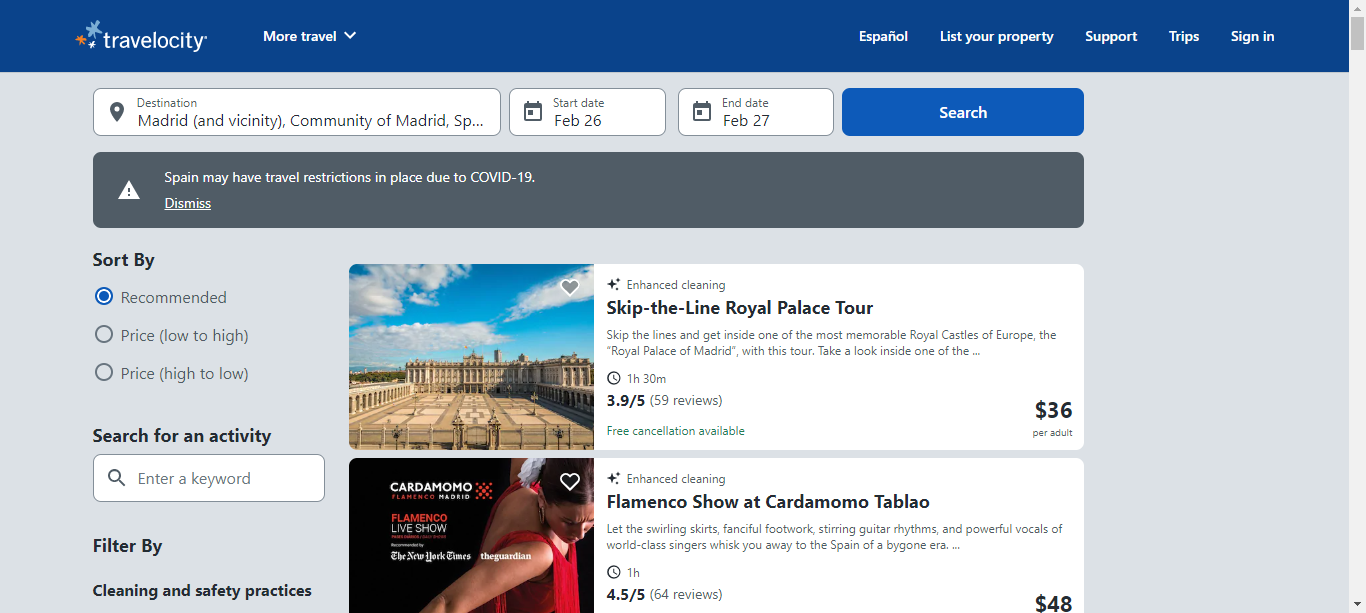 travelocity
More travel
Español
List your property
Support
Trips
Sign in
Destination
Madrid (and vicinity), Community of Madrid, Sp...
Start date
Feb 26
End date
Feb 27
Search
Spain may have travel restrictions in place due to COVID-19.
Dismiss
Sort By
Recommended
Price (low to high)
Price (high to low)
Search for an activity
Enter a keyword
Filter By
Cleaning and safety practices
Enhanced cleaning
Skip-the-Line Royal Palace Tour
Skip the lines and get inside one of the most memorable Royal Castles of Europe, the
“Royal Palace of Madrid”, with this tour. Take a look inside one of the ...
1h 30m
3.9/5 (59 reviews)
Free cancellation available
$36
per adult
CARDAMOMO
FLAMENCO MADRID
FLAMENCO
LIVE SHOW
Recommended by
The New York Times theguardian
Enhanced cleaning
Flamenco Show at Cardamomo Tablao
Let the swirling skirts, fanciful footwork, stirring guitar rhythms, and powerful vocals of
world-class singers whisk you away to the Spain of a bygone era. ...
1h
4.5/5 (64 reviews)
$48